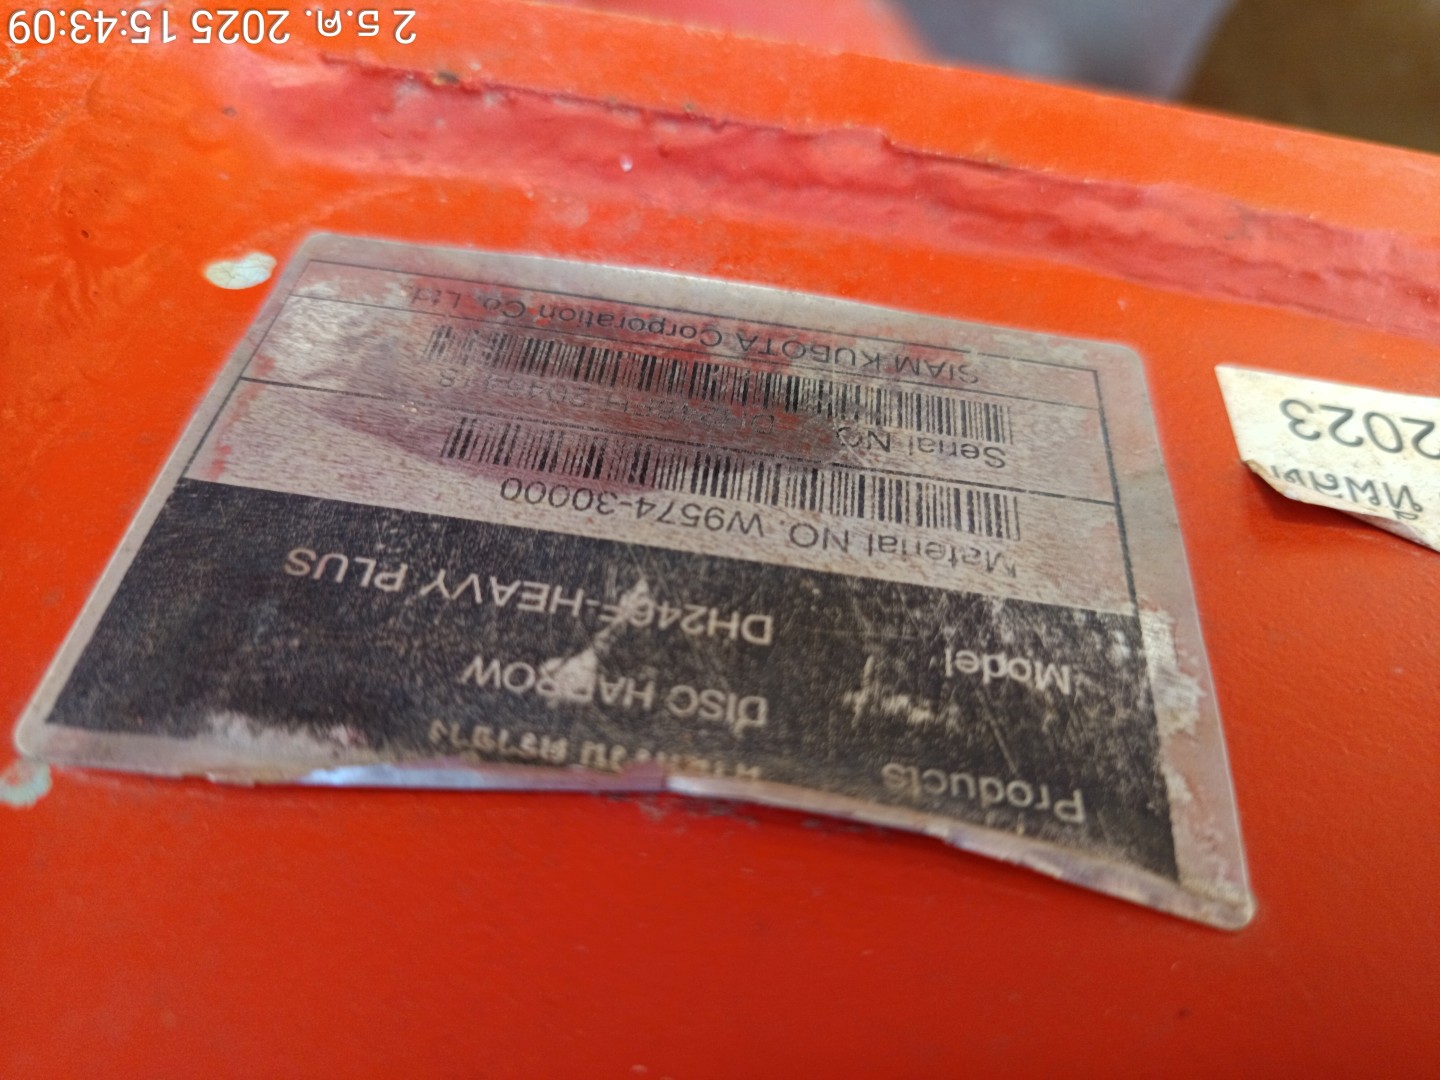 Products
DISC HARROW
Model DH246E-HEAVY PLUS
Material NO. W9574-30000
Serial NO.
SIAM KUBOTA Corporation Co.,Ltd.
2023
2 ธ.ค. 2025 15:43:09